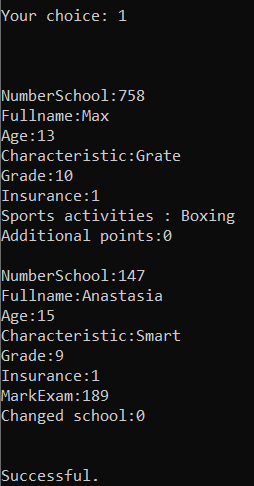 Your choice: 1
NumberSchool:758
Fullname:Max
Age:13
Characteristic:Grate
Grade:10
Insurance:1
Sports activities : Boxing
Additional points:0
NumberSchool:147
Fullname:Anastasia
Age:15
Characteristic:Smart
Grade:9
Insurance:1
MarkExam:189
Changed school:0
Successful.